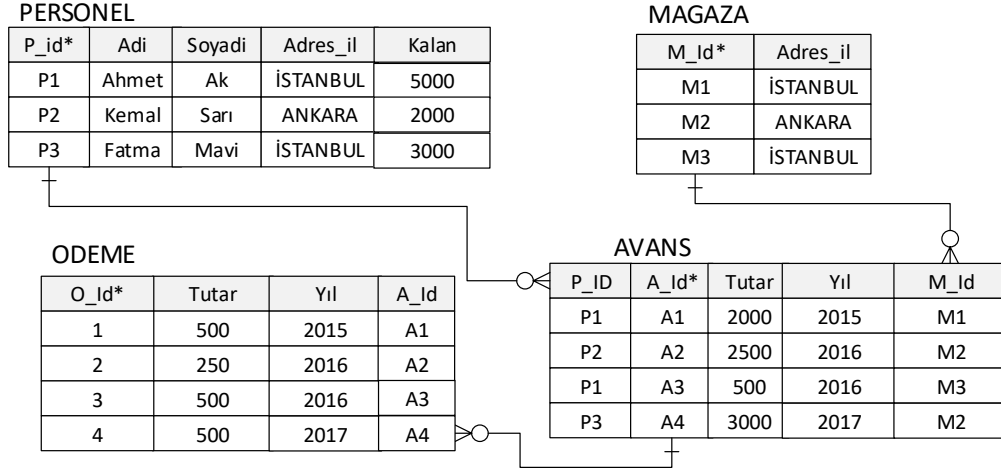 PERSONEL
P_id* Adi Soyadi Adres_il Kalan
P1 Ahmet Ak İSTANBUL 5000
P2 Kemal Sarı ANKARA 2000
P3 Fatma Mavi İSTANBUL 3000
MAGAZA
M_Id* Adres_il
M1 İSTANBUL
M2 ANKARA
M3 İSTANBUL
ODEME
O_Id* Tutar Yıl A_Id
1 500 2015 A1
2 250 2016 A2
3 500 2016 A3
4 500 2017 A4
AVANS
P_ID A_Id* Tutar Yıl M_Id
P1 A1 2000 2015 M1
P2 A2 2500 2016 M2
P1 A3 500 2016 M3
P3 A4 3000 2017 M2